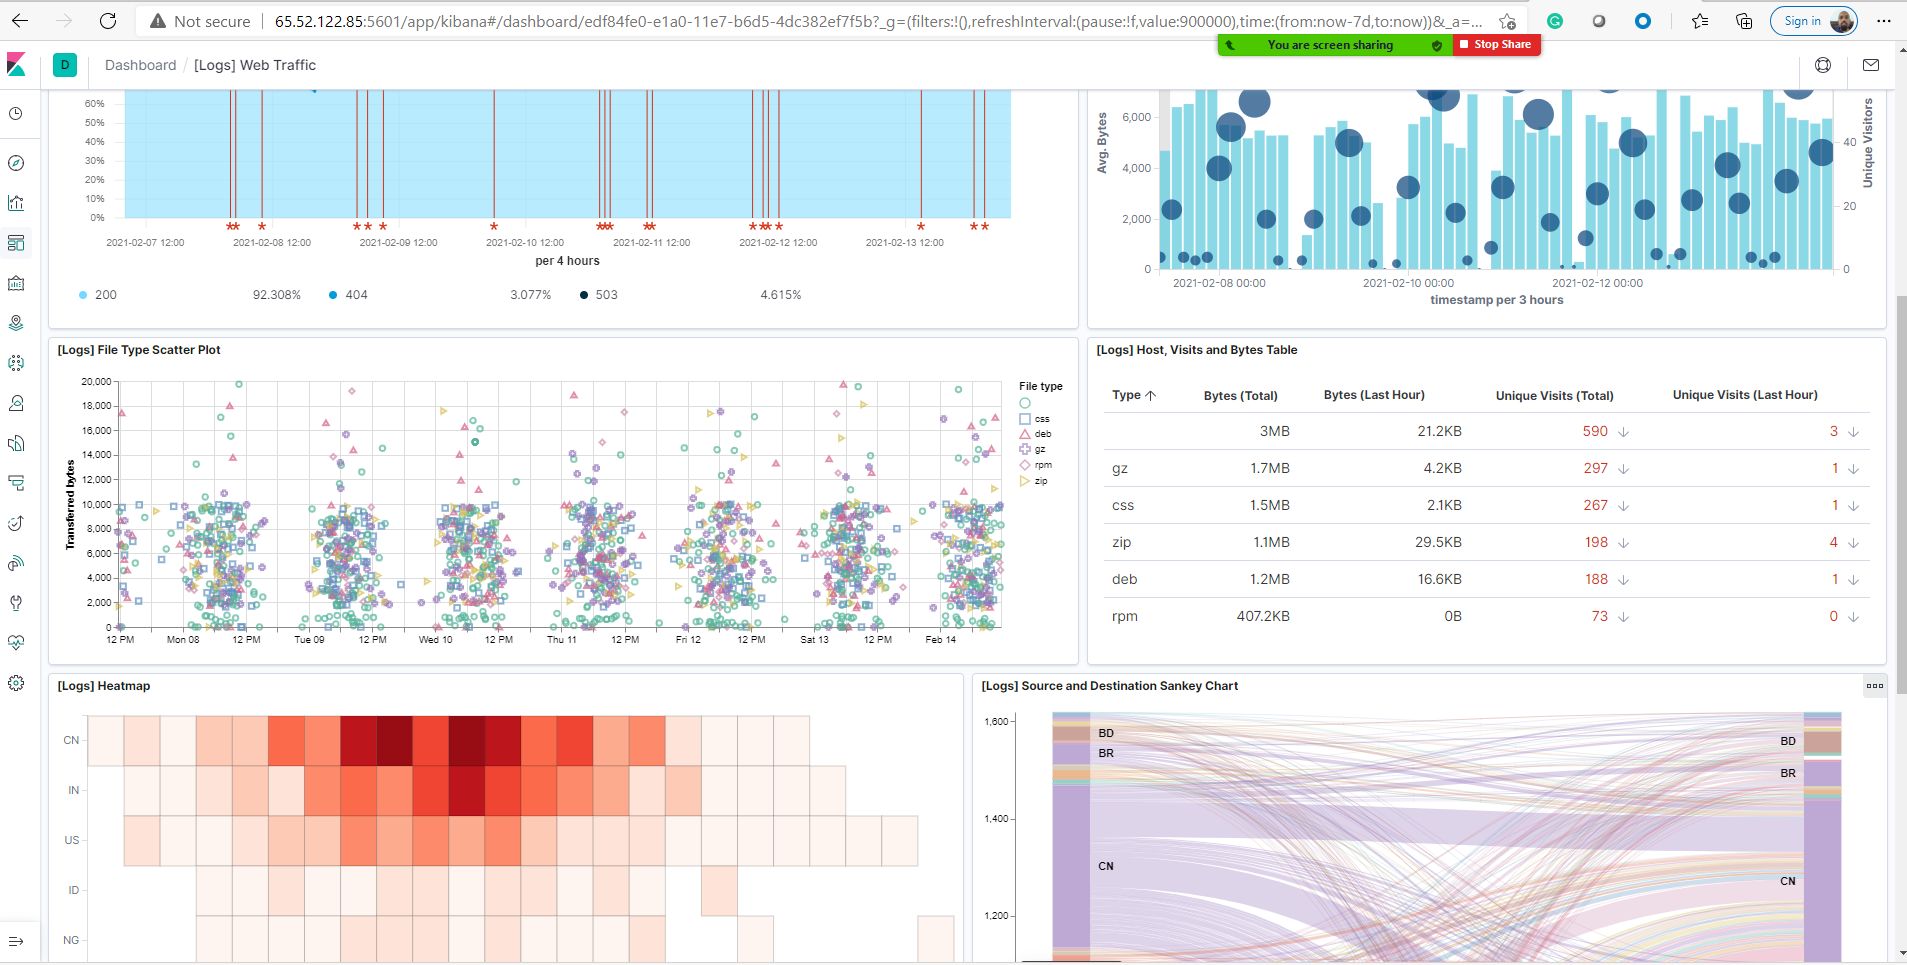 Not secure | 65.52.122.85:5601/app/kibana#/dashboard/edf84fe0-e1a0-11e7-b6d5-4dc382ef7f5b?_g=(filters:!(),refreshInterval:(pause:!f,value:900000),time:(from:now-7d,to:now))&_a=...
Sign in
You are screen sharing
Stop Share
D
Dashboard / [Logs] Web Traffic
60%
50%
40%
30%
20%
10%
0%
2021-02-07 12:00 2021-02-08 12:00 2021-02-09 12:00 2021-02-10 12:00 2021-02-11 12:00 2021-02-12 12:00 2021-02-13 12:00
per 4 hours
200 92.308% 404 3.077% 503 4.615%
Avg. Bytes
6,000
4,000
2,000
0
40
20
0
Unique Visitors
2021-02-08 00:00 2021-02-10 00:00 2021-02-12 00:00
timestamp per 3 hours
[Logs] File Type Scatter Plot
Transferred bytes
20,000
18,000
16,000
14,000
12,000
10,000
8,000
6,000
4,000
2,000
0
12 PM Mon 08 12 PM Tue 09 12 PM Wed 10 12 PM Thu 11 12 PM Fri 12 12 PM Sat 13 12 PM Feb 14
File type
css
deb
gz
rpm
zip
[Logs] Host, Visits and Bytes Table
Type Bytes (Total) Bytes (Last Hour) Unique Visits (Total) Unique Visits (Last Hour)
3MB 21.2KB 590 3
gz 1.7MB 4.2KB 297 1
css 1.5MB 2.1KB 267 1
zip 1.1MB 29.5KB 198 4
deb 1.2MB 16.6KB 188 1
rpm 407.2KB 0B 73 0
[Logs] Heatmap
CN
IN
US
ID
NG
[Logs] Source and Destination Sankey Chart
1,600
1,400
1,200
BD
BR
CN
BD
BR
CN